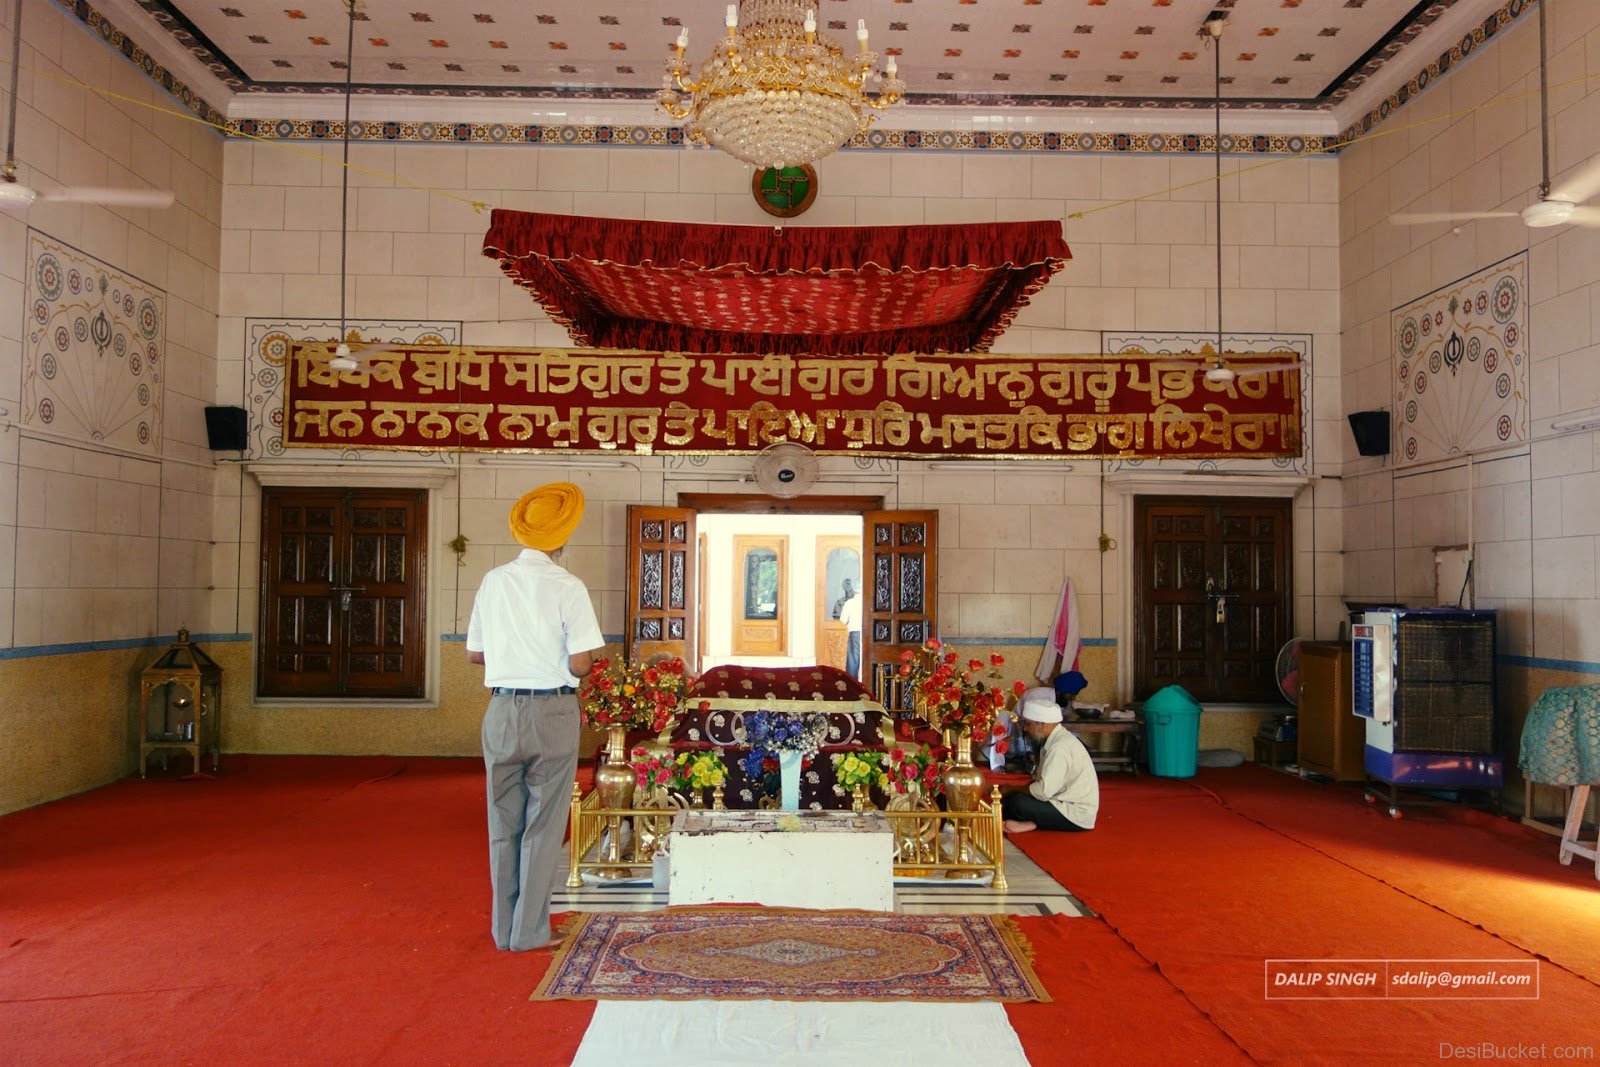 ਬਿਬੇਕ ਬੁਧਿ ਸਤਿਗੁਰ ਤੇ ਪਾਈ ਗੁਰ ਗਿਆਨੁ ਗੁਰੂ ਪ੍ਰਭ ਕੇਰਾ॥
ਜਨ ਨਾਨਕ ਨਾਮੁ ਗੁਰੂ ਤੇ ਪਾਇਆ ਧੁਰਿ ਮਸਤਕਿ ਭਾਗੁ ਲਿਖੇਰਾ॥
DALIP SINGH | sdalip@gmail.com
DesiBucket.com